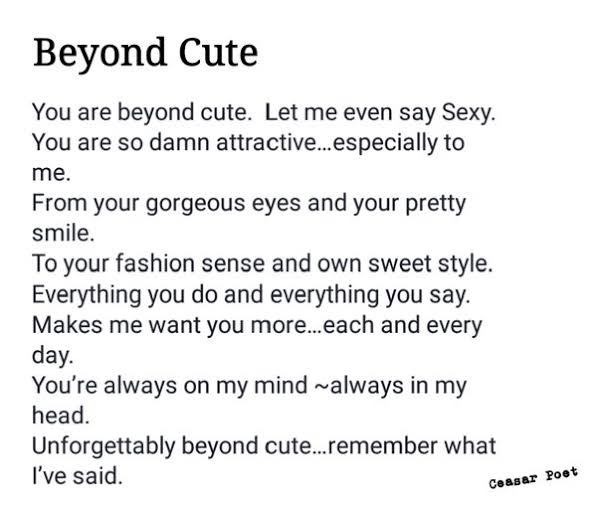 Beyond Cute
You are beyond cute.  Let me even say Sexy.
You are so damn attractive...especially to
me.
From your gorgeous eyes and your pretty
smile.
To your fashion sense and own sweet style.
Everything you do and everything you say.
Makes me want you more...each and every
day.
You're always on my mind ~always in my
head.
Unforgettably beyond cute...remember what
I've said.
Ceasar Poet